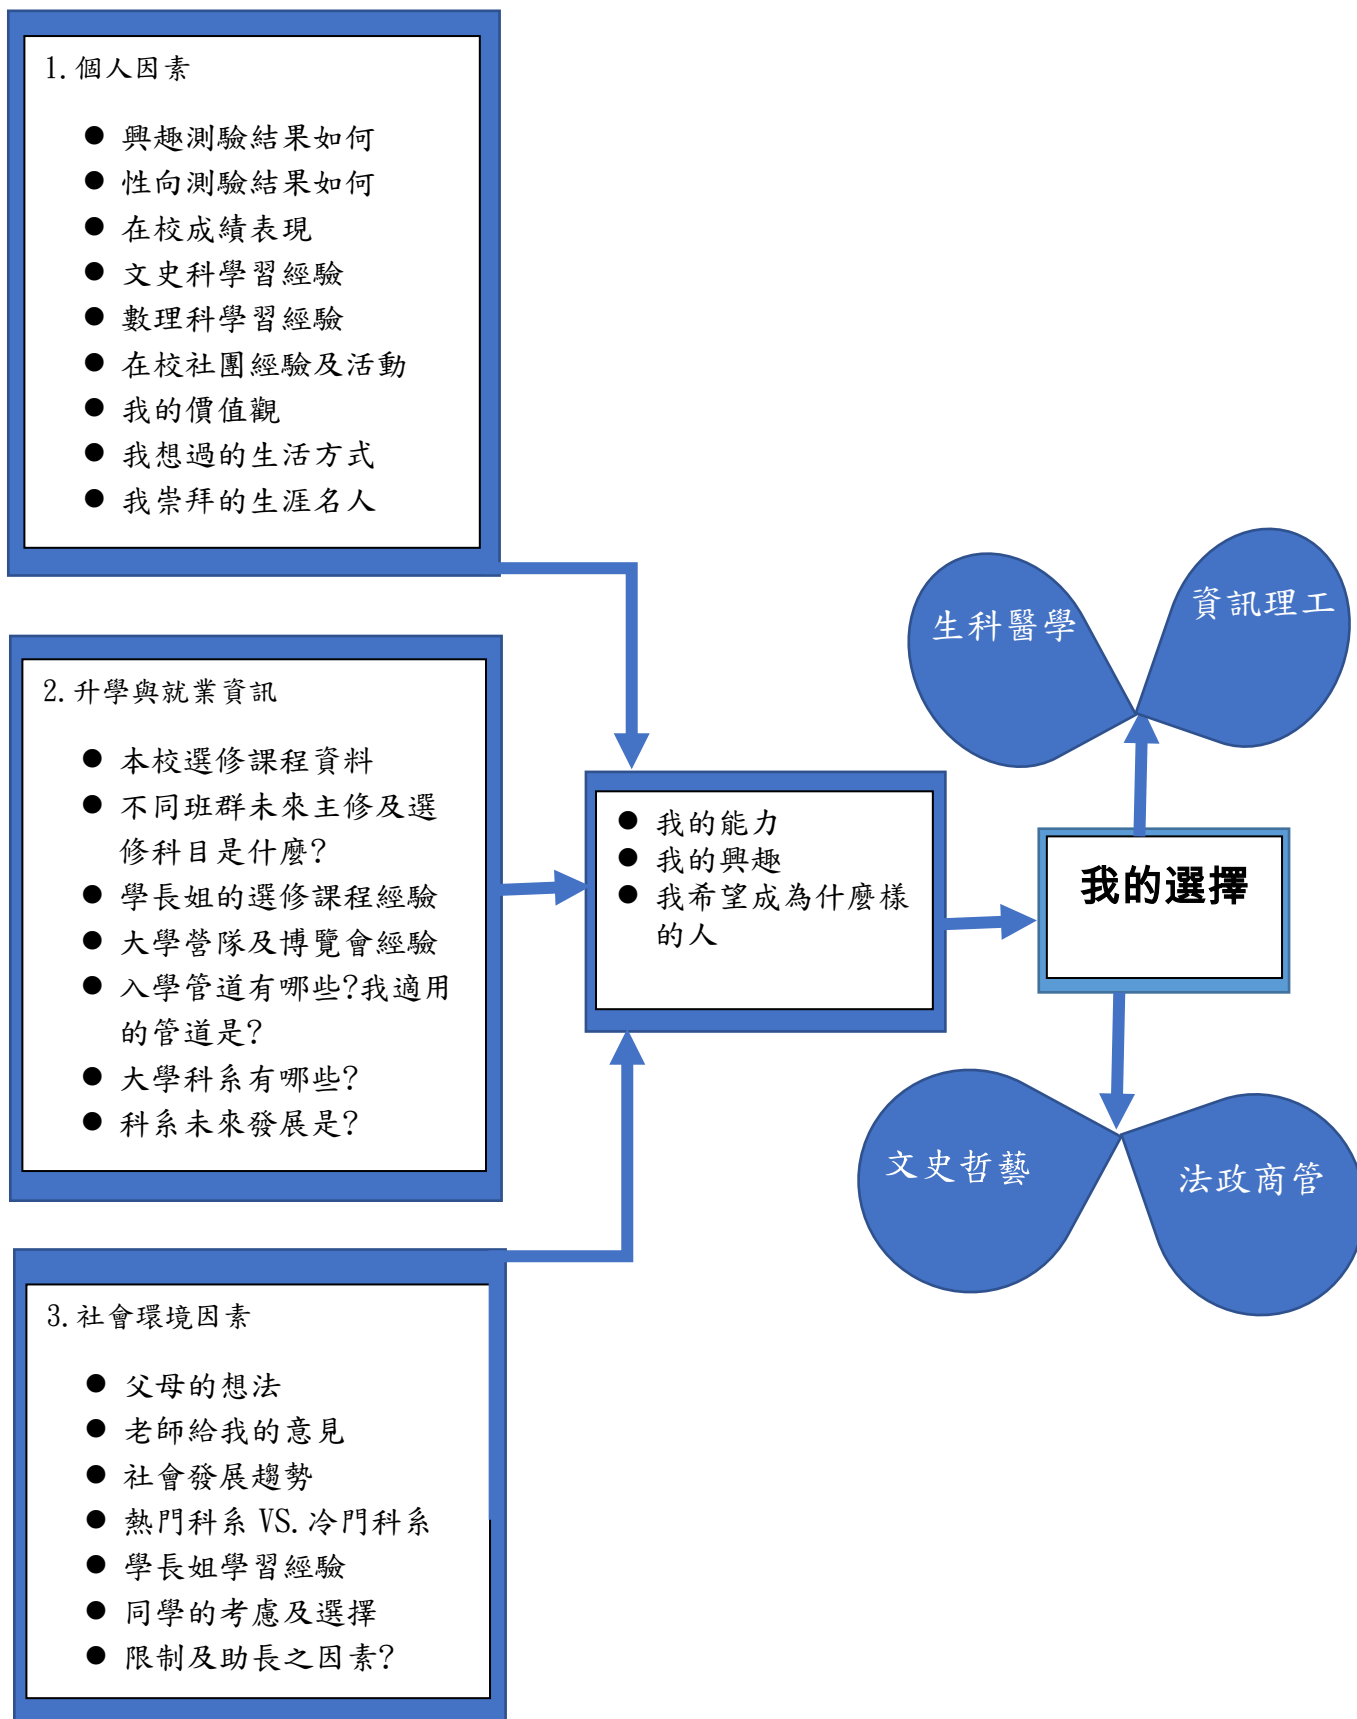 1.個人因素
● 興趣測驗結果如何
● 性向測驗結果如何
● 在校成績表現
● 文史科學習經驗
● 數理科學習經驗
● 在校社團經驗及活動
● 我的價值觀
● 我想過的生活方式
● 我崇拜的生涯名人
2.升學與就業資訊
● 本校選修課程資料
● 不同班群未來主修及選
修科目是什麼?
● 學長姐的選修課程經驗
● 大學營隊及博覽會經驗
● 入學管道有哪些?我適用
的管道是?
● 大學科系有哪些?
● 科系未來發展是?
3.社會環境因素
● 父母的想法
● 老師給我的意見
● 社會發展趨勢
● 熱門科系 VS.冷門科系
● 學長姐學習經驗
● 同學的考慮及選擇
● 限制及助長之因素?
● 我的能力
● 我的興趣
● 我希望成為什麼樣
的人
我的選擇
生科醫學
資訊理工
文史哲藝
法政商管